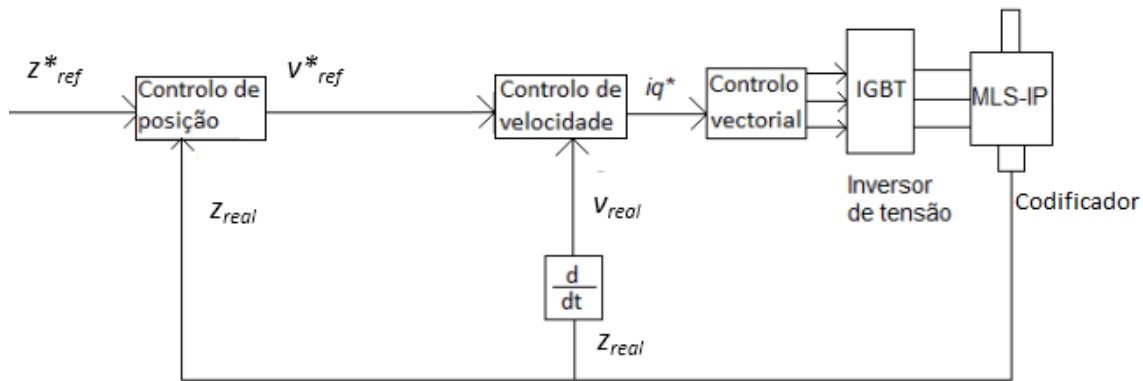 z*ref
Controlo de
posição
v*ref
Controlo de
velocidade
iq*
Controlo
vectorial
IGBT
MLS-IP
Inversor
de tensão
Codificador
zreal
vreal
d
dt
zreal